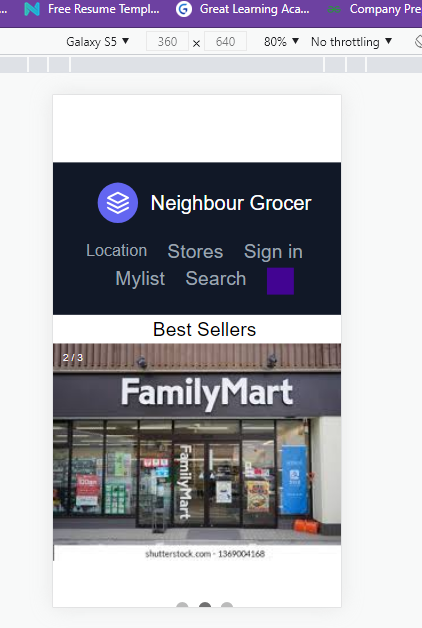 ... Free Resume Templ... Great Learning Aca... Company Pre
Galaxy S5 ▼ 360 x 640 80% ▼ No throttling ▼
Neighbour Grocer
Location Stores Sign in
Mylist Search
Best Sellers
2 / 3
FamilyMart
FamilyMart
shutterstock.com · 1369004168